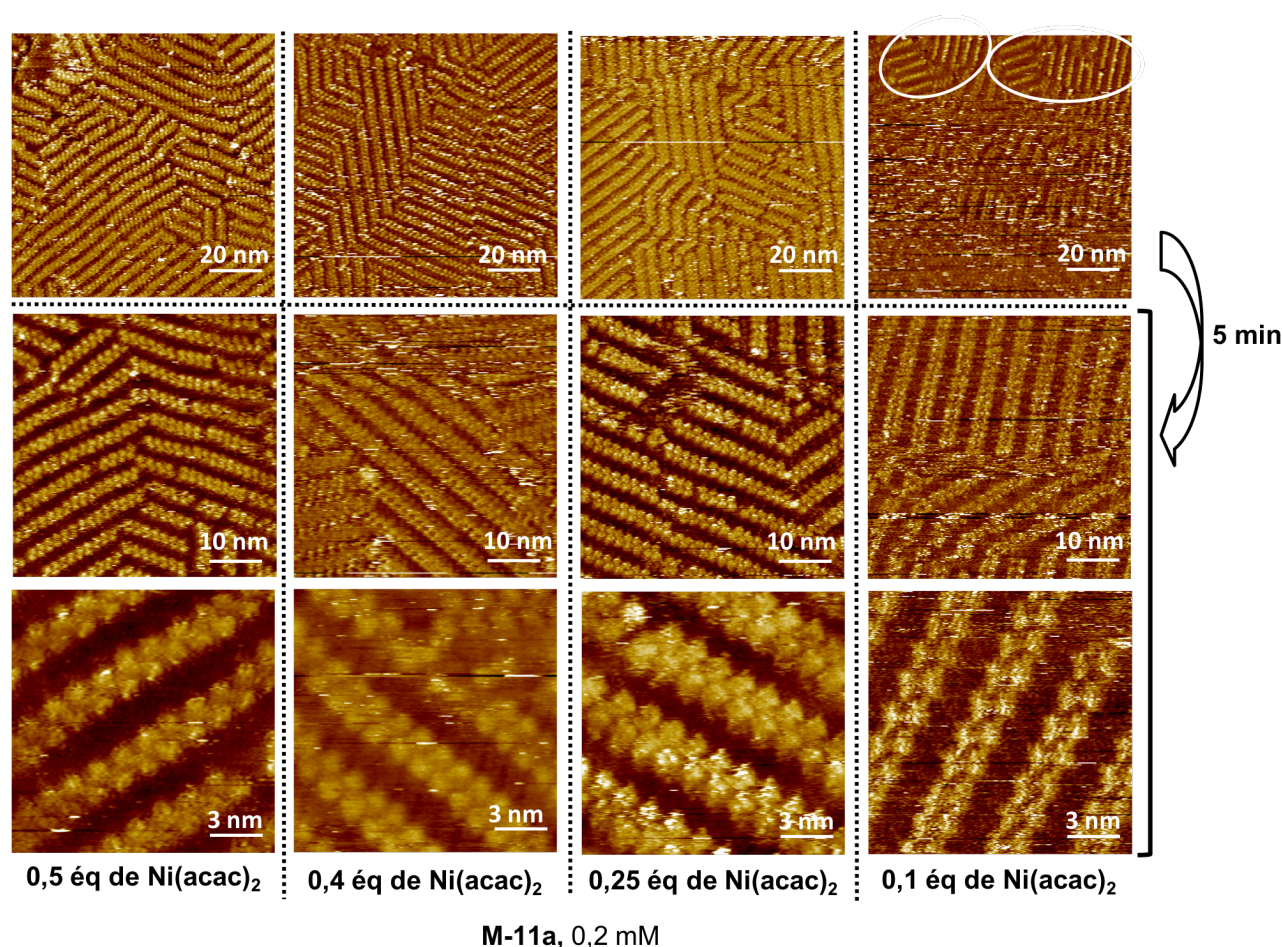 20 nm
20 nm
20 nm
20 nm
5 min
10 nm
10 nm
10 nm
10 nm
3 nm
3 nm
3 nm
3 nm
0,5 éq de Ni(acac)₂
0,4 éq de Ni(acac)₂
0,25 éq de Ni(acac)₂
0,1 éq de Ni(acac)₂
M-11a, 0,2 mM